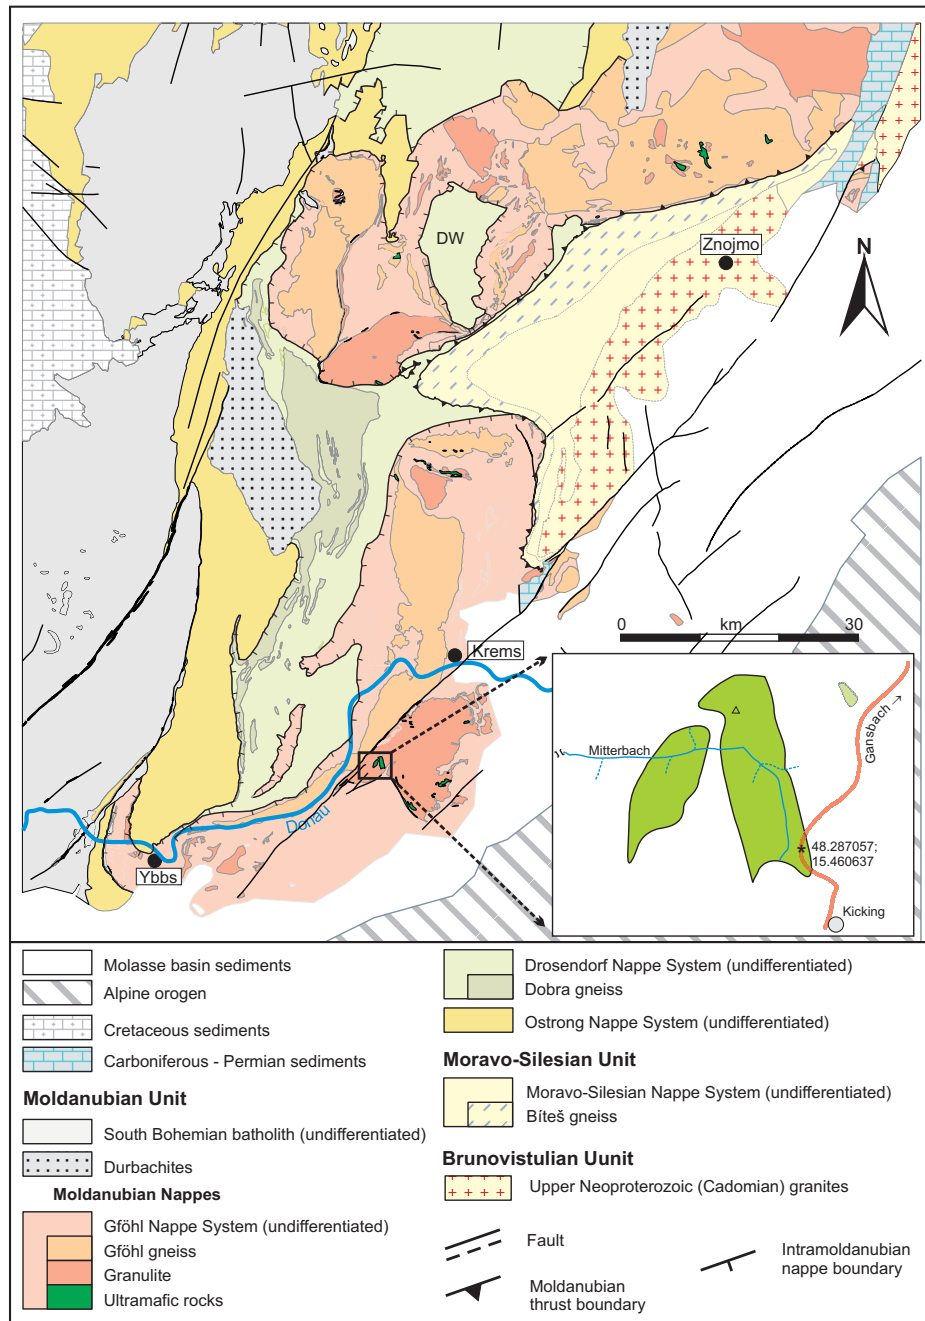 DW
Znojmo
N
0 km 30
Krems
Gansbach →
Mitterbach
Donau
48.287057;
15.460637
Ybbs
Kicking
Molasse basin sediments
Alpine orogen
Cretaceous sediments
Carboniferous - Permian sediments
Moldanubian Unit
South Bohemian batholith (undifferentiated)
Durbachites
Moldanubian Nappes
Gföhl Nappe System (undifferentiated)
Gföhl gneiss
Granulite
Ultramafic rocks
Drosendorf Nappe System (undifferentiated)
Dobra gneiss
Ostrong Nappe System (undifferentiated)
Moravo-Silesian Unit
Moravo-Silesian Nappe System (undifferentiated)
Bíteš gneiss
Brunovistulian Uunit
Upper Neoproterozoic (Cadomian) granites
Fault
Moldanubian
thrust boundary
Intramoldanubian
nappe boundary